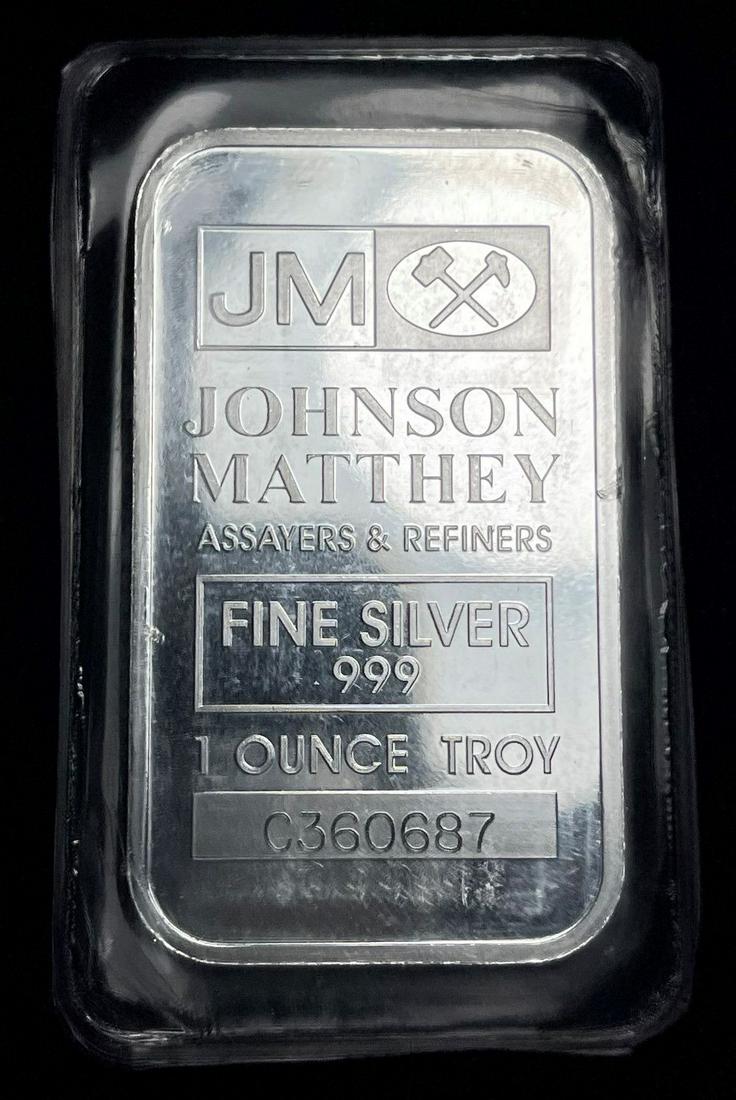 JM
JOHNSON
MATTHEY
ASSAYERS & REFINERS
FINE SILVER
999
1 OUNCE TROY
C360687